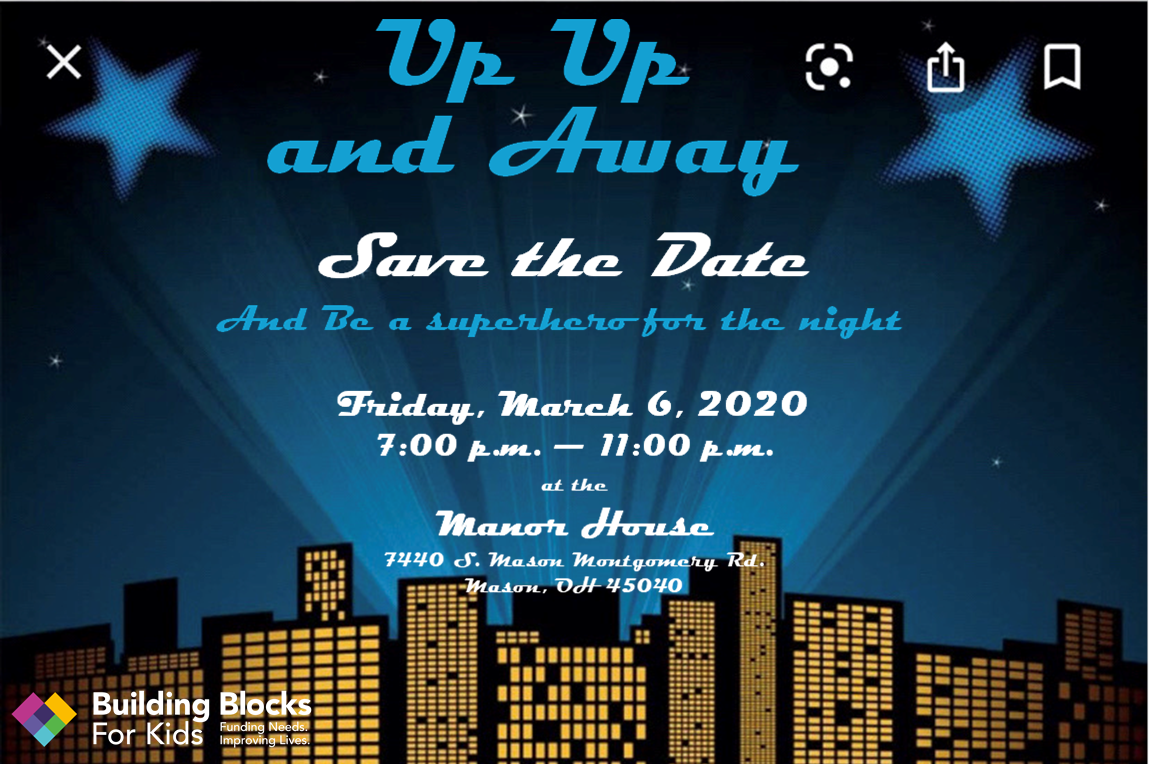 Up Up
and Away
Save the Date
And Be a superhero for the night
Friday, March 6, 2020
7:00 p.m. — 11:00 p.m.
at the
Manor House
7440 S. Mason Montgomery Rd.
Mason, OH 45040
Building Blocks
For Kids
Funding Needs.
Improving Lives.